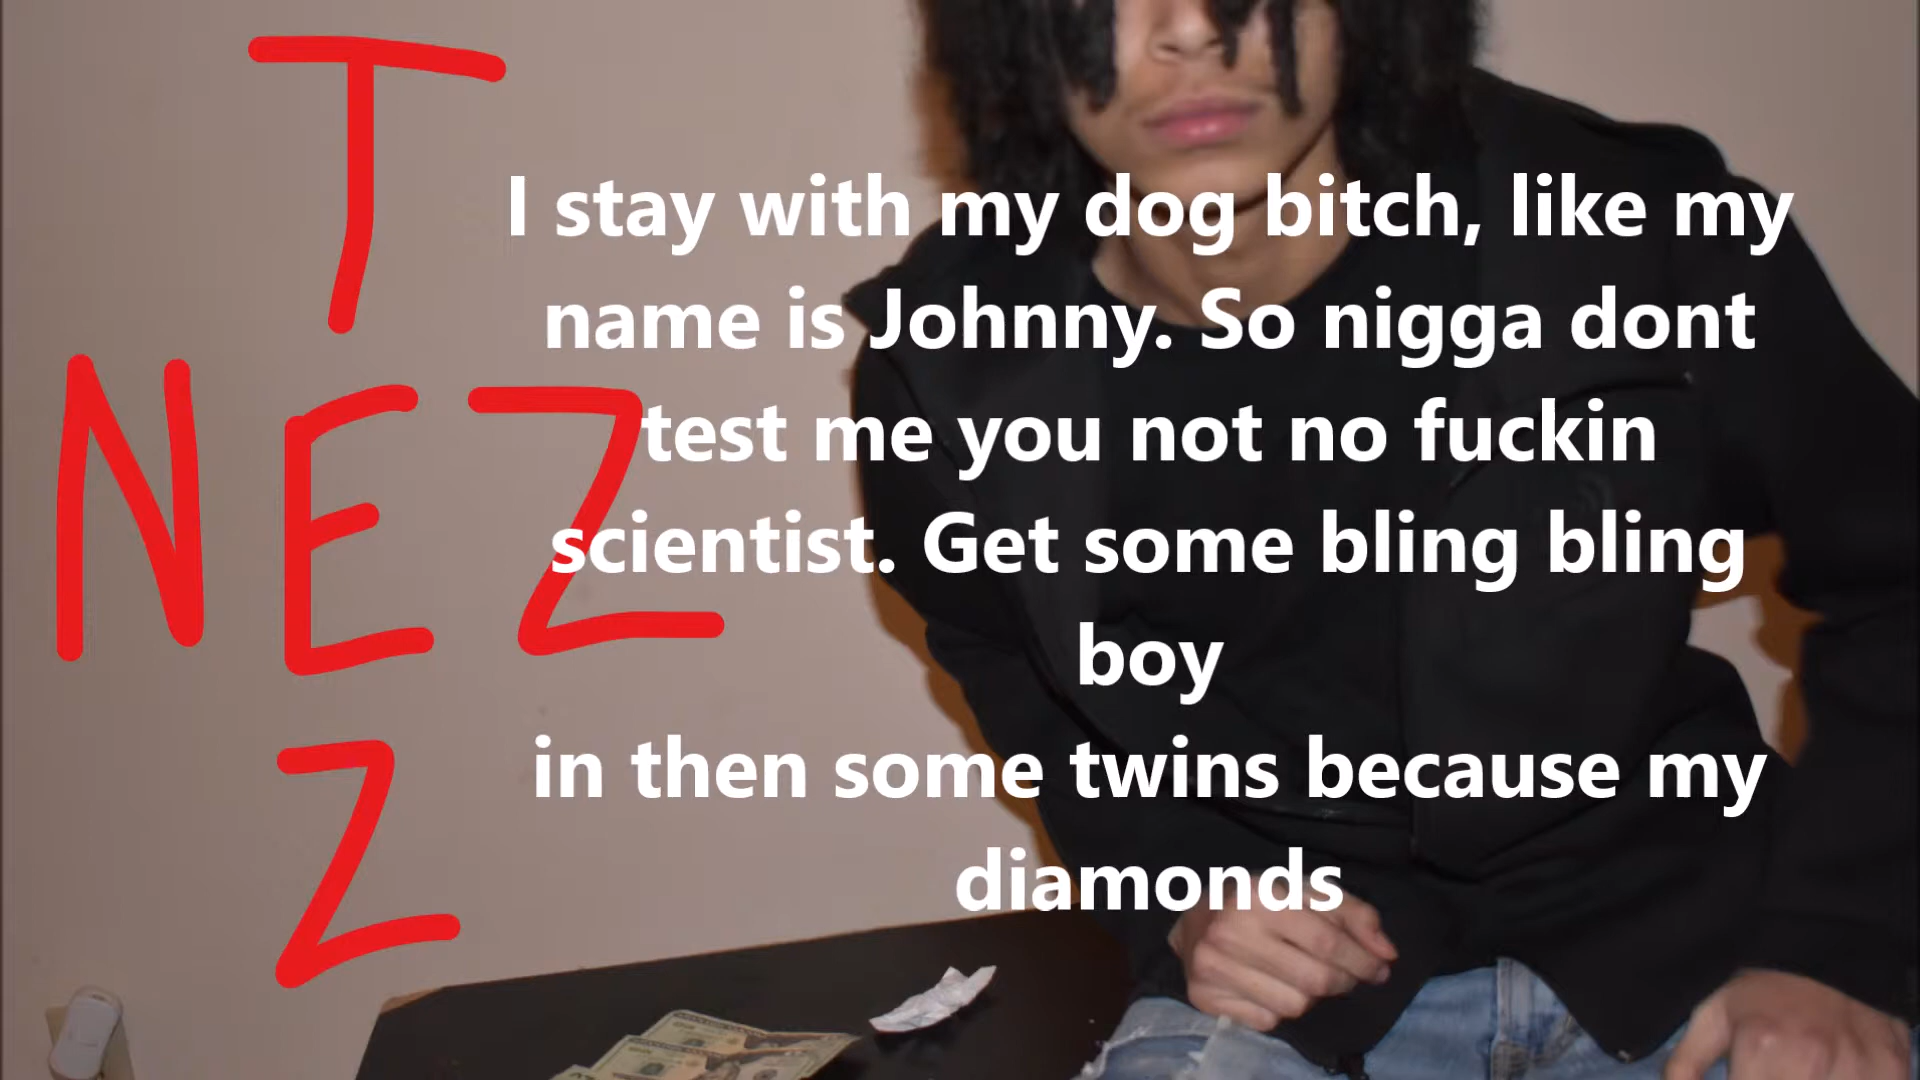 T
NEZ
Z
I stay with my dog bitch, like my
name is Johnny. So nigga dont
test me you not no fuckin
scientist. Get some bling bling
boy
in then some twins because my
diamonds